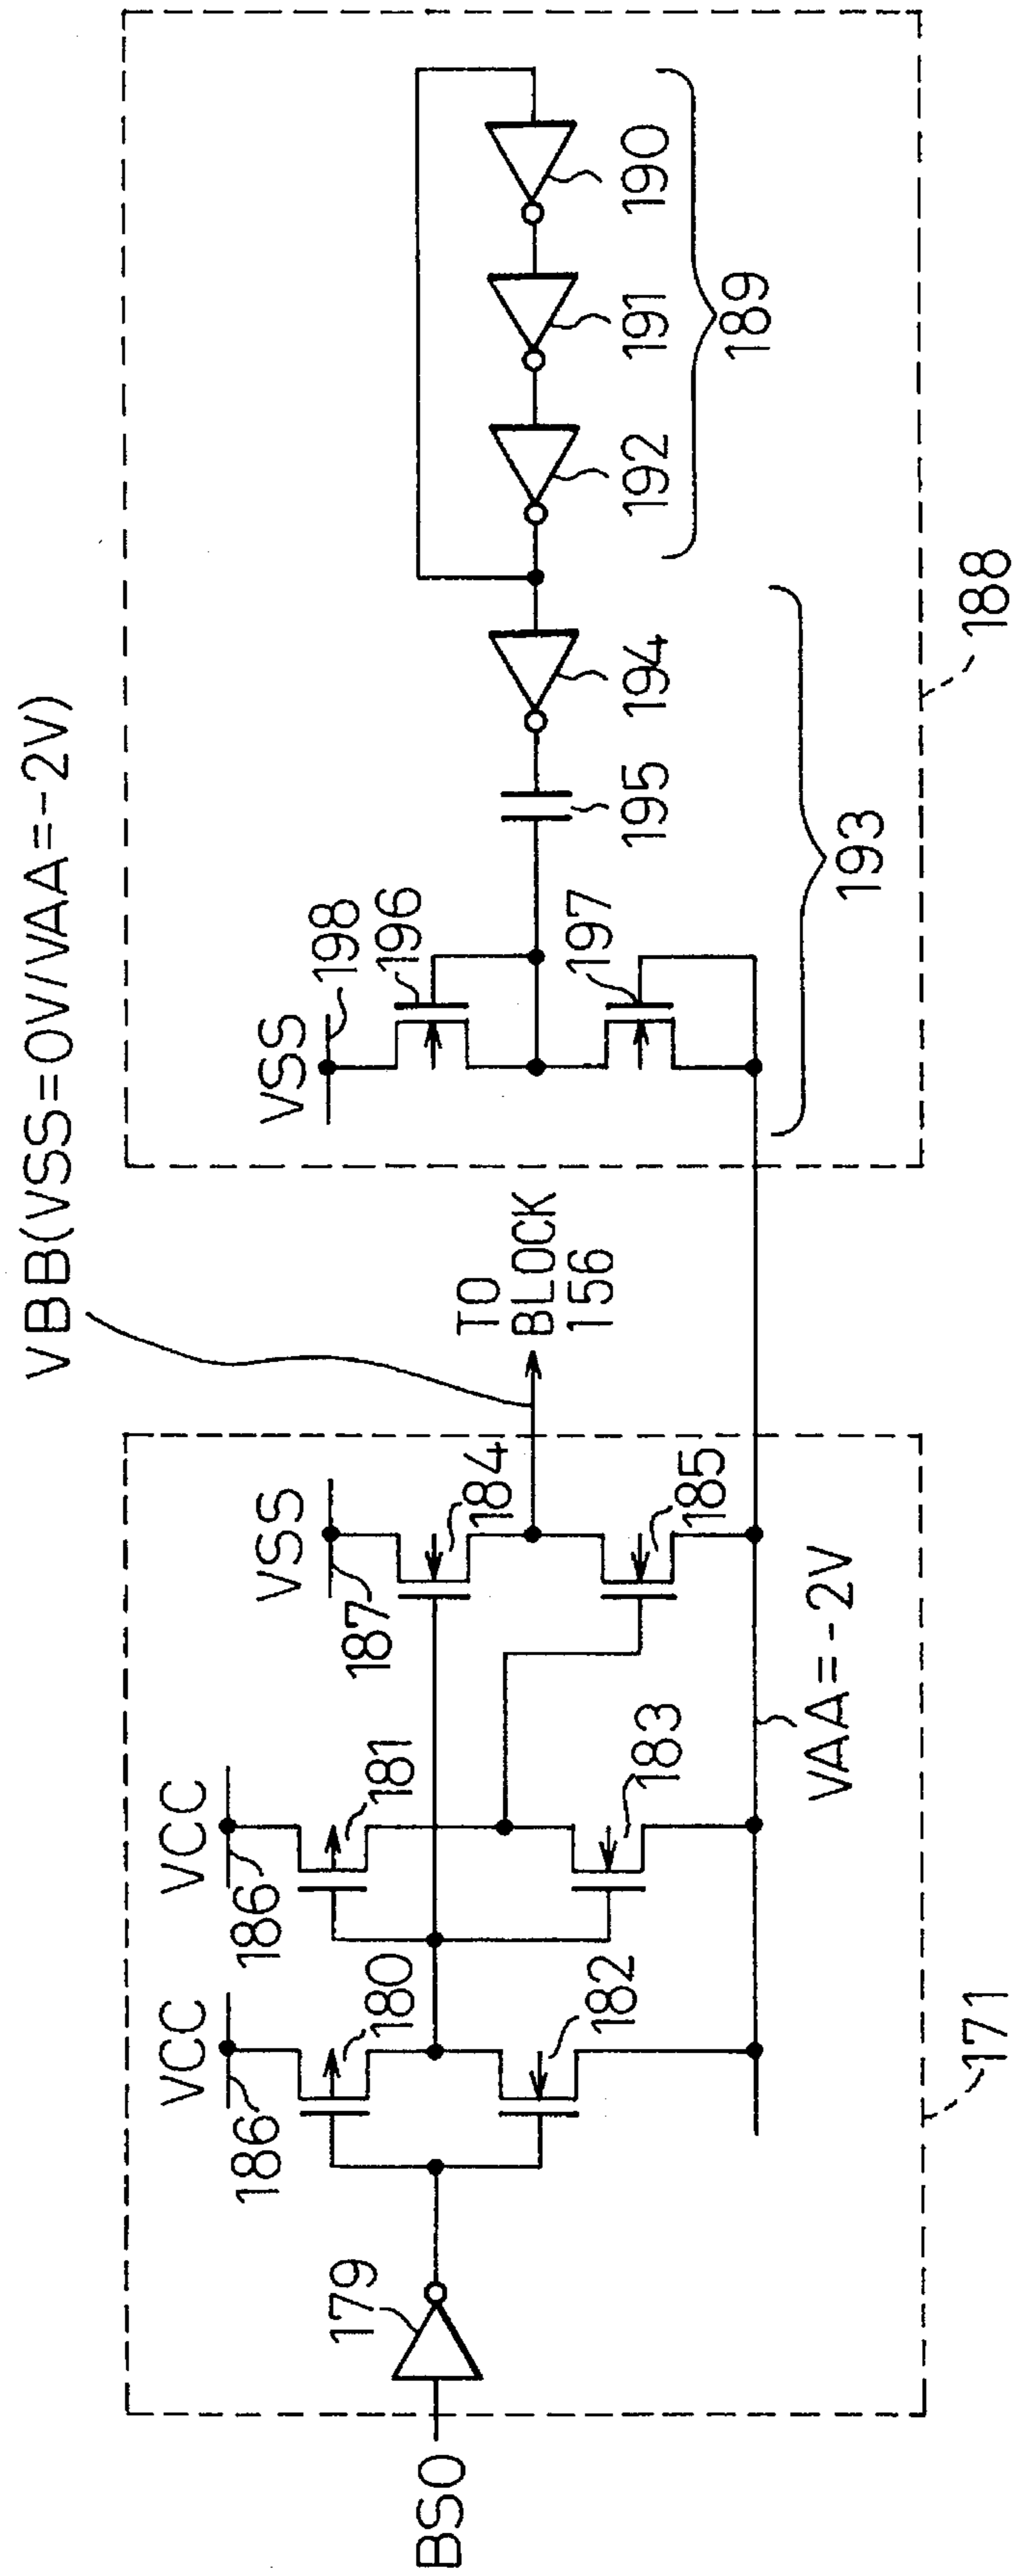 VBB(VSS=0V/VAA=-2V)
VCC
186
VCC
186
VSS
187
VSS
198
179
180
181
184
196
195
194
192
191
190
182
183
185
197
BS0
TO
BLOCK
156
VAA=-2V
193
189
171
188